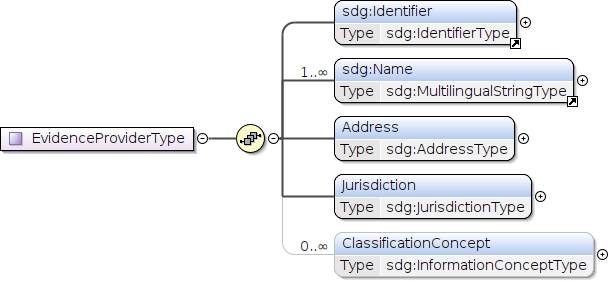 sdg:Identifier
Type sdg:IdentifierType
1..∞
sdg:Name
Type sdg:MultilingualStringType
EvidenceProviderType
Address
Type sdg:AddressType
Jurisdiction
Type sdg:JurisdictionType
0..∞
ClassificationConcept
Type sdg:InformationConceptType